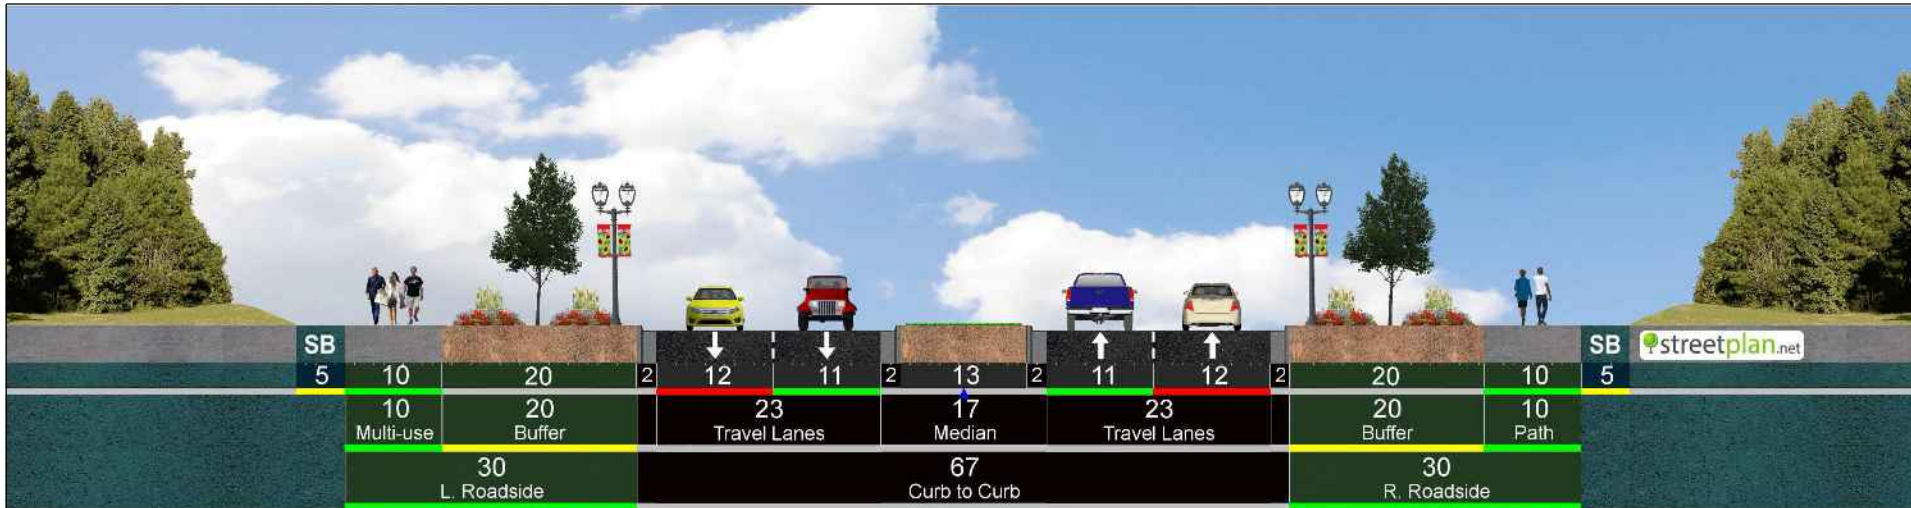 SB SB streetplan.net
5 10 20 2 12 11 2 13 2 11 12 2 20 10 5
10 20 23 17 23 20 10
Multi-use Buffer Travel Lanes Median Travel Lanes Buffer Path
30 67 30
L. Roadside Curb to Curb R. Roadside